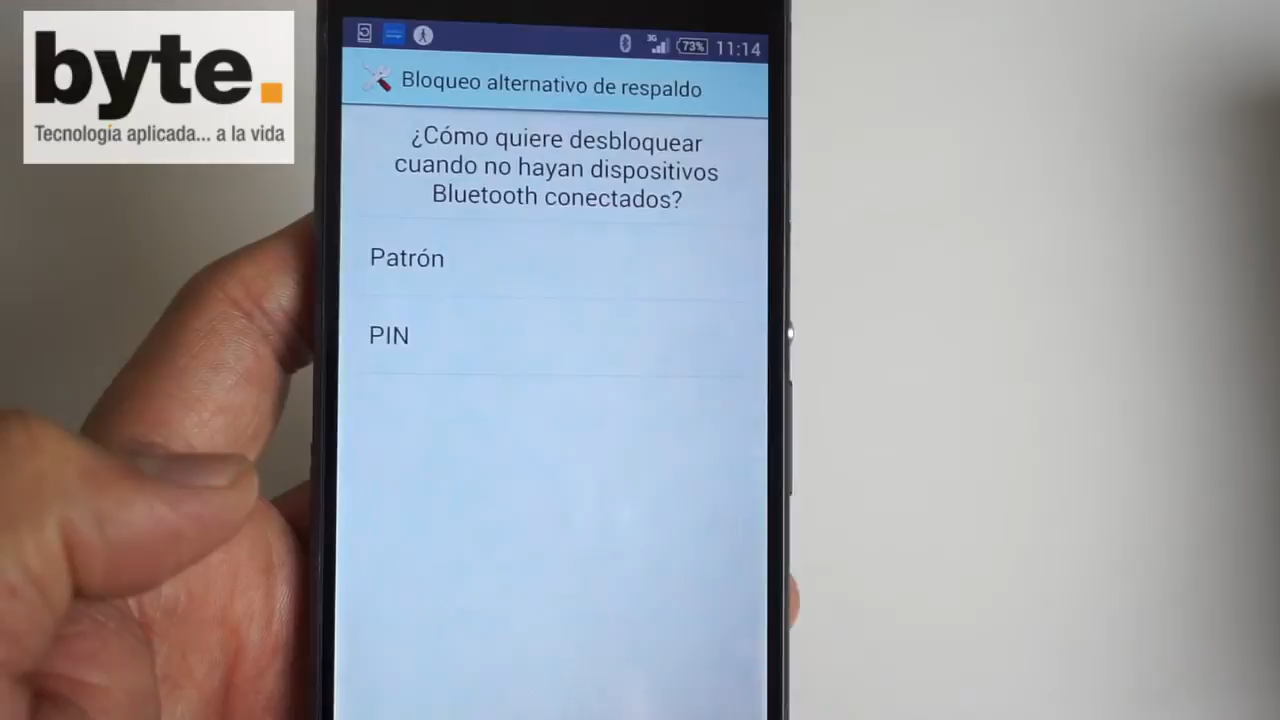 byte.
Tecnología aplicada... a la vida
3G
73%
11:14
Bloqueo alternativo de respaldo
¿Cómo quiere desbloquear
cuando no hayan dispositivos
Bluetooth conectados?
Patrón
PIN